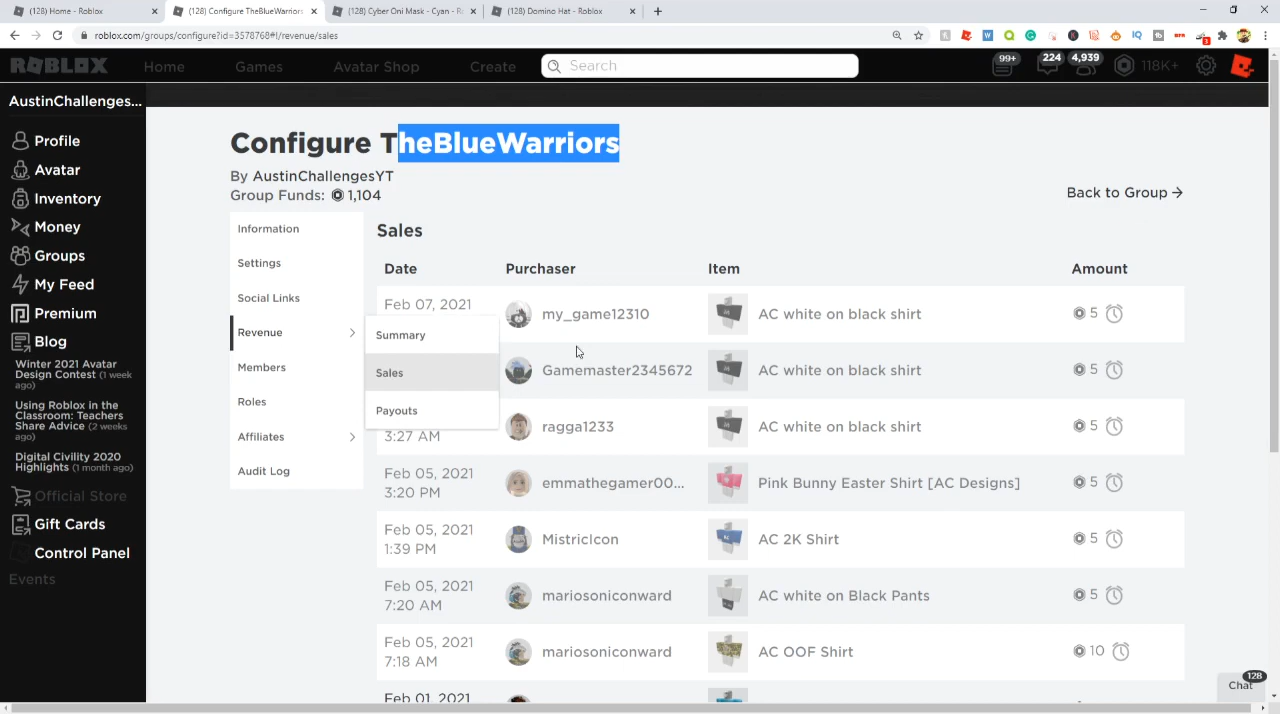 (128) Home - Roblox
(128) Configure TheBlueWarriors
(128) Cyber Oni Mask - Cyan - R
(128) Domino Hat - Roblox
roblox.com/groups/configure?id=3578768#!/revenue/sales
ROBLOX
Home
Games
Avatar Shop
Create
Search
99+
224
4,939
118K+
AustinChallenges...
Profile
Avatar
Inventory
Money
Groups
My Feed
Premium
Blog
Winter 2021 Avatar
Design Contest (1 week
ago)
Using Roblox in the
Classroom: Teachers
Share Advice (2 weeks
ago)
Digital Civility 2020
Highlights (1 month ago)
Official Store
Gift Cards
Control Panel
Events
Configure TheBlueWarriors
By AustinChallengesYT
Group Funds: 1,104
Back to Group
Information
Settings
Social Links
Revenue
Members
Roles
Affiliates
Audit Log
Summary
Sales
Payouts
Sales
Date Purchaser Item Amount
Feb 07, 2021
my_game12310 AC white on black shirt 5
Gamemaster2345672 AC white on black shirt 5
3:27 AM
ragga1233 AC white on black shirt 5
Feb 05, 2021
3:20 PM
emmathegamer00... Pink Bunny Easter Shirt [AC Designs] 5
Feb 05, 2021
1:39 PM
MistricIcon AC 2K Shirt 5
Feb 05, 2021
7:20 AM
mariosoniconward AC white on Black Pants 5
Feb 05, 2021
7:18 AM
mariosoniconward AC OOF Shirt 10
Feb 01, 2021
Chat
128